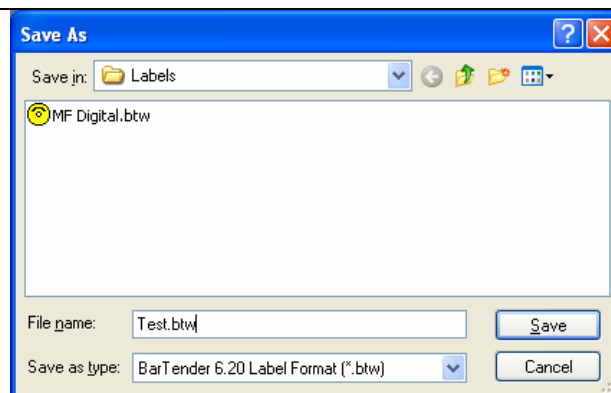 Save As
Save in: Labels
MF Digital.btw
File name: Test.btw Save
Save as type: BarTender 6.20 Label Format (*.btw) Cancel